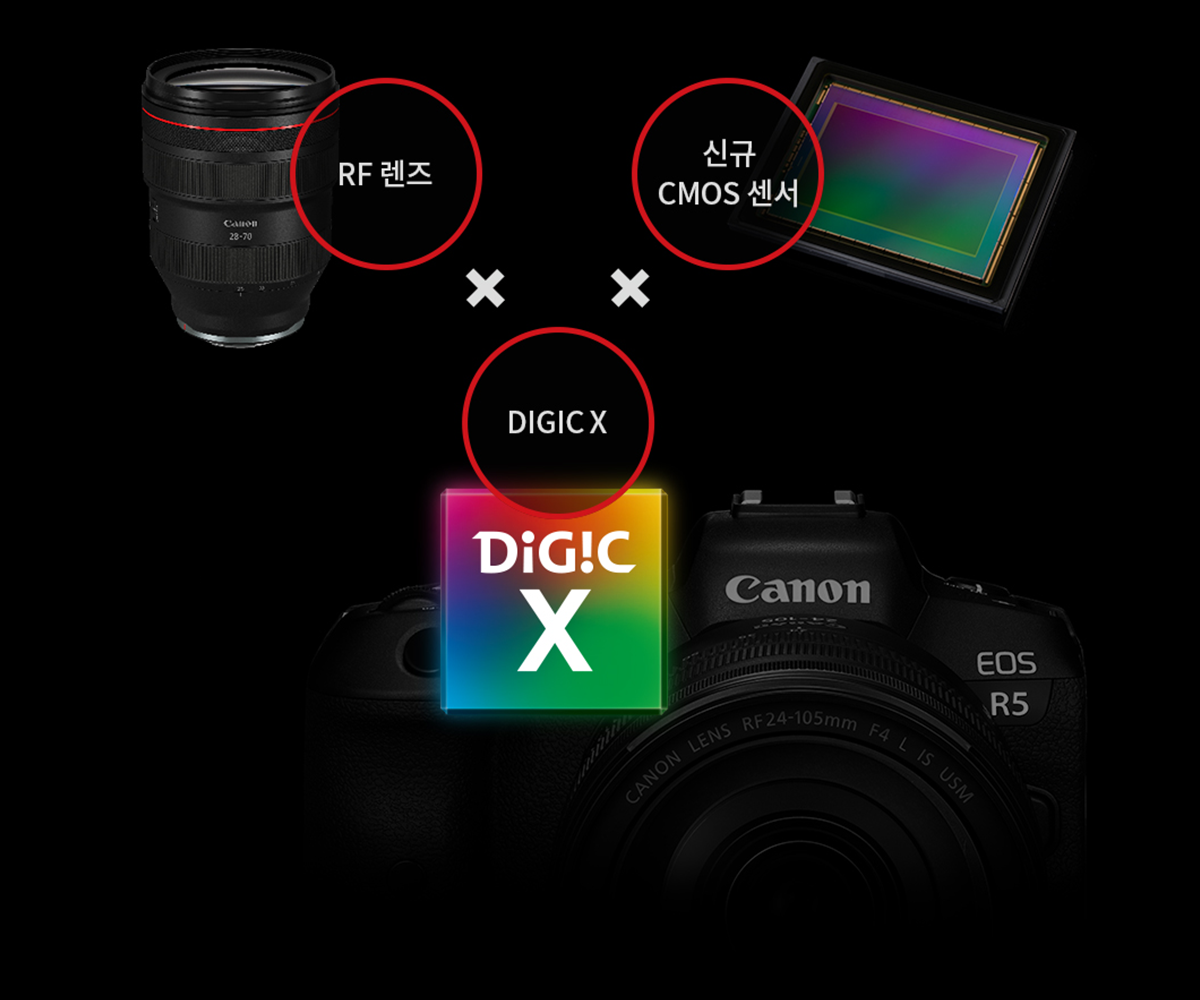 RF 렌즈
신규
CMOS 센서
Canon
28-70
DIGIC X
DiG!C
X
Canon
EOS
R5
CANON LENS RF24-105mm F4 L IS USM